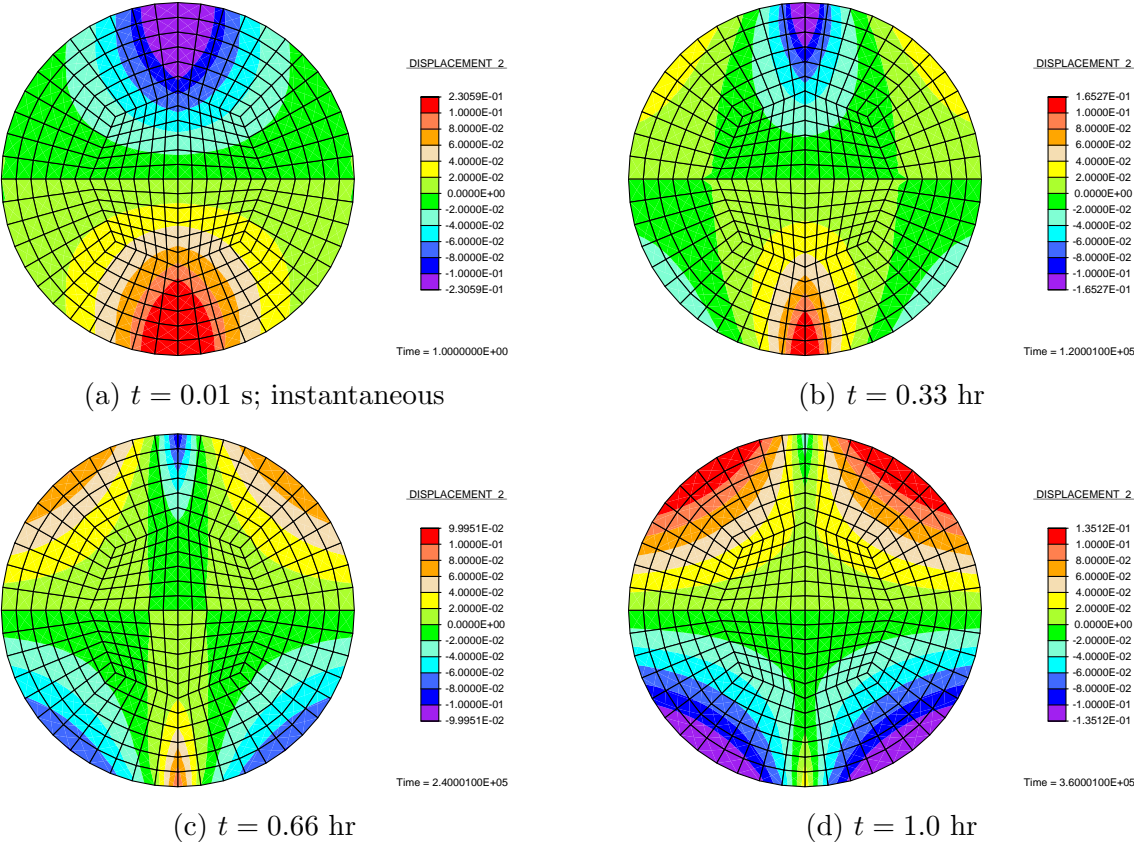 DISPLACEMENT 2
2.3059E-01
1.0000E-01
8.0000E-02
6.0000E-02
4.0000E-02
2.0000E-02
0.0000E+00
-2.0000E-02
-4.0000E-02
-6.0000E-02
-8.0000E-02
-1.0000E-01
-2.3059E-01
Time = 1.0000000E+00
(a) t = 0.01 s; instantaneous
DISPLACEMENT 2
1.6527E-01
1.0000E-01
8.0000E-02
6.0000E-02
4.0000E-02
2.0000E-02
0.0000E+00
-2.0000E-02
-4.0000E-02
-6.0000E-02
-8.0000E-02
-1.0000E-01
-1.6527E-01
Time = 1.2000100E+05
(b) t = 0.33 hr
DISPLACEMENT 2
9.9951E-02
1.0000E-01
8.0000E-02
6.0000E-02
4.0000E-02
2.0000E-02
0.0000E+00
-2.0000E-02
-4.0000E-02
-6.0000E-02
-8.0000E-02
-1.0000E-01
-9.9951E-02
Time = 2.4000100E+05
(c) t = 0.66 hr
DISPLACEMENT 2
1.3512E-01
1.0000E-01
8.0000E-02
6.0000E-02
4.0000E-02
2.0000E-02
0.0000E+00
-2.0000E-02
-4.0000E-02
-6.0000E-02
-8.0000E-02
-1.0000E-01
-1.3512E-01
Time = 3.6000100E+05
(d) t = 1.0 hr